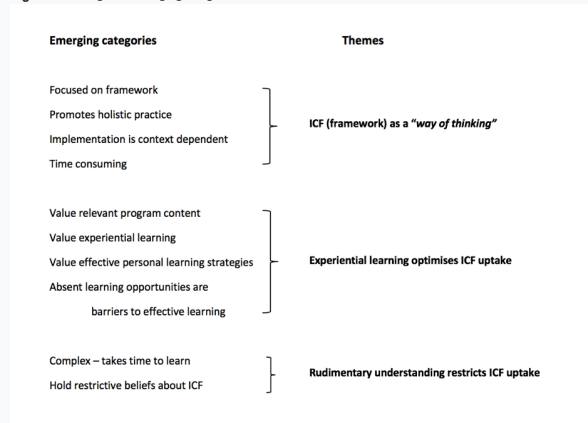 Emerging categories
Themes
Focused on framework
Promotes holistic practice
Implementation is context dependent
Time consuming
ICF (framework) as a "way of thinking"
Value relevant program content
Value experiential learning
Value effective personal learning strategies
Absent learning opportunities are
barriers to effective learning
Experiential learning optimises ICF uptake
Complex – takes time to learn
Hold restrictive beliefs about ICF
Rudimentary understanding restricts ICF uptake